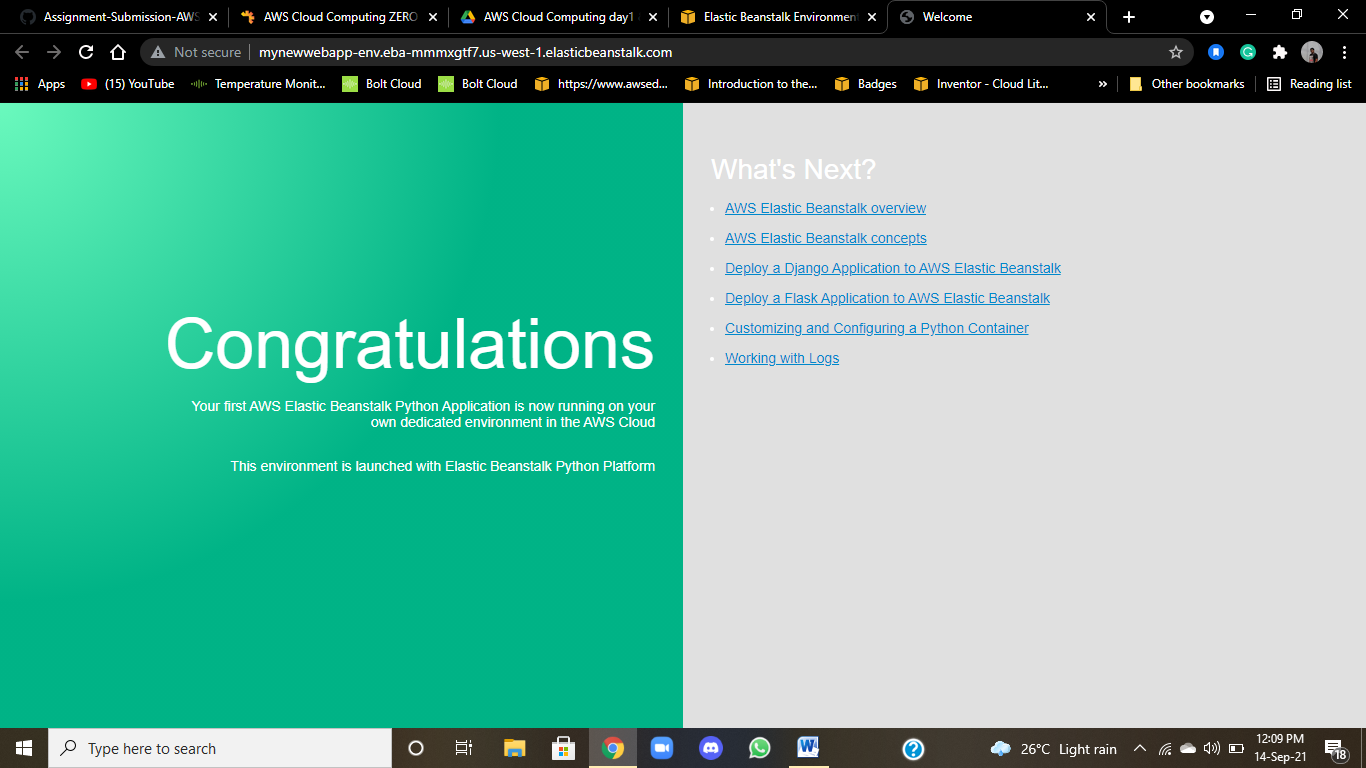 Assignment-Submission-AWS
AWS Cloud Computing ZERO
AWS Cloud Computing day1
Elastic Beanstalk Environment
Welcome
Not secure
mynewwebapp-env.eba-mmmxgtf7.us-west-1.elasticbeanstalk.com
Apps
(15) YouTube
Temperature Monit...
Bolt Cloud
Bolt Cloud
https://www.awsed...
Introduction to the...
Badges
Inventor - Cloud Lit...
»
Other bookmarks
Reading list
Congratulations
Your first AWS Elastic Beanstalk Python Application is now running on your
own dedicated environment in the AWS Cloud
This environment is launched with Elastic Beanstalk Python Platform
What's Next?
AWS Elastic Beanstalk overview
AWS Elastic Beanstalk concepts
Deploy a Django Application to AWS Elastic Beanstalk
Deploy a Flask Application to AWS Elastic Beanstalk
Customizing and Configuring a Python Container
Working with Logs
Type here to search
26°C Light rain
12:09 PM
14-Sep-21
18